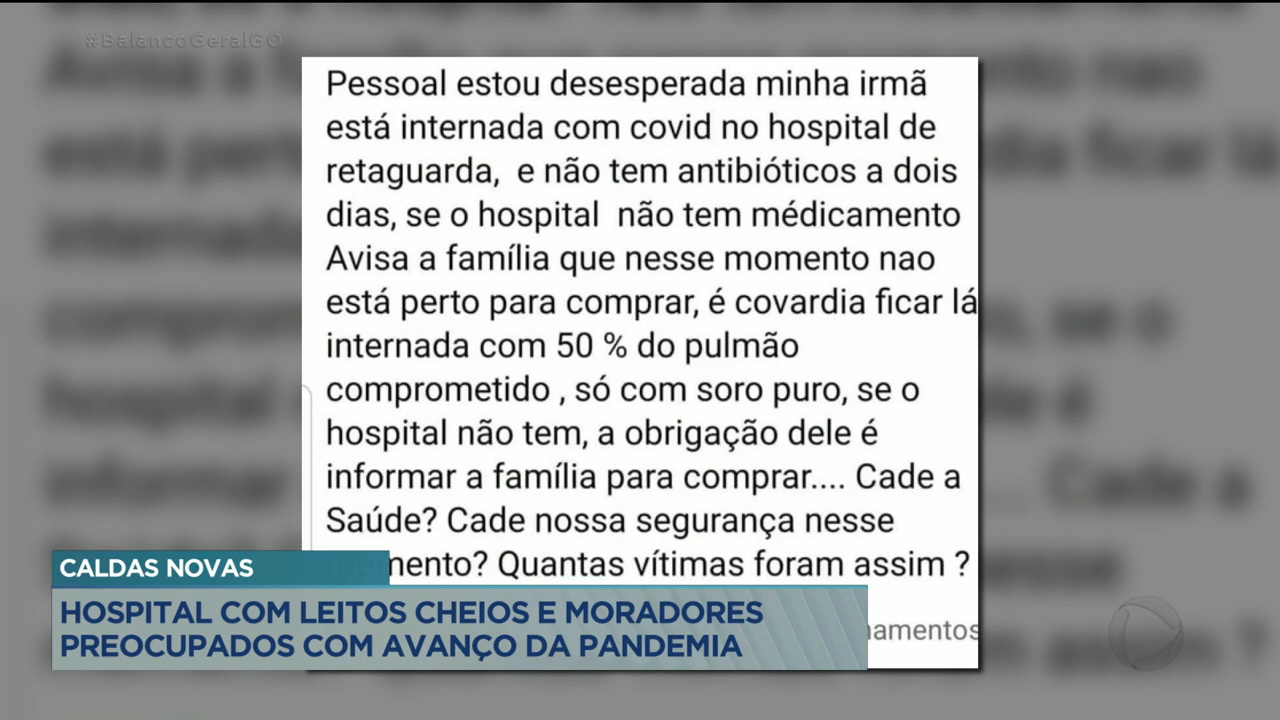 #BalancoGeralGO
Pessoal estou desesperada minha irmã
está internada com covid no hospital de
retaguarda, e não tem antibióticos a dois
dias, se o hospital não tem médicamento
Avisa a família que nesse momento nao
está perto para comprar, é covardia ficar lá
internada com 50 % do pulmão
comprometido , só com soro puro, se o
hospital não tem, a obrigação dele é
informar a família para comprar.... Cade a
Saúde? Cade nossa segurança nesse
momento? Quantas vítimas foram assim ?
CALDAS NOVAS
HOSPITAL COM LEITOS CHEIOS E MORADORES
PREOCUPADOS COM AVANÇO DA PANDEMIA